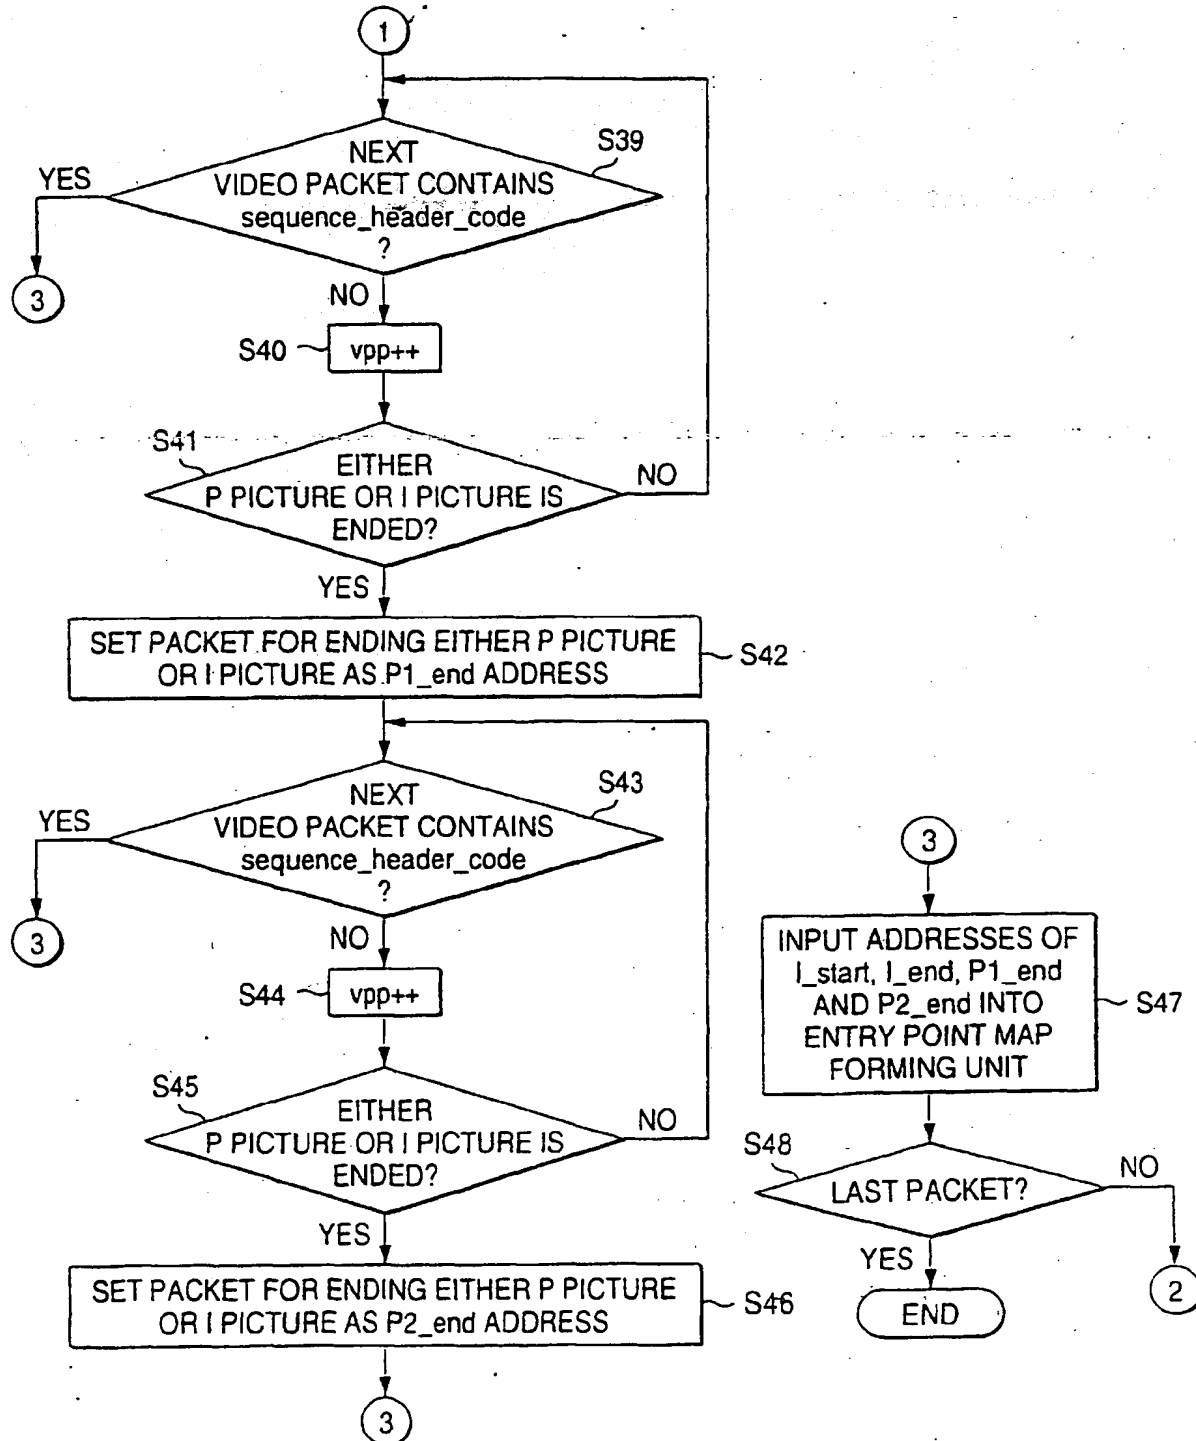 1
S39
NEXT
VIDEO PACKET CONTAINS
sequence_header_code
?
YES
3
NO
S40
vpp++
S41
EITHER
P PICTURE OR I PICTURE IS
ENDED?
NO
YES
SET PACKET FOR ENDING EITHER P PICTURE
OR I PICTURE AS P1_end ADDRESS
S42
S43
NEXT
VIDEO PACKET CONTAINS
sequence_header_code
?
YES
3
NO
S44
vpp++
S45
EITHER
P PICTURE OR I PICTURE IS
ENDED?
NO
YES
SET PACKET FOR ENDING EITHER P PICTURE
OR I PICTURE AS P2_end ADDRESS
S46
3
3
INPUT ADDRESSES OF
I_start, I_end, P1_end
AND P2_end INTO
ENTRY POINT MAP
FORMING UNIT
S47
S48
LAST PACKET?
NO
YES
2
END